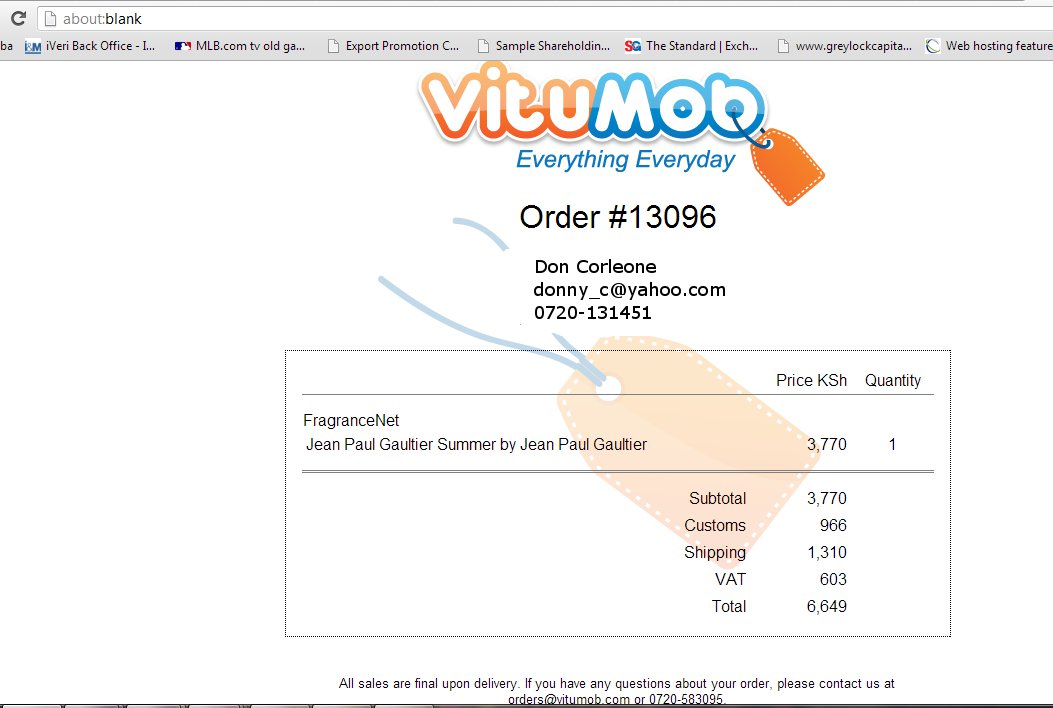 about:blank
ba iVeri Back Office - I... MLB.com tv old ga... Export Promotion C... Sample Shareholdin... SG The Standard | Exch... www.greylockcapita... Web hosting feature
VituMob
Everything Everyday
Order #13096
Don Corleone
donny_c@yahoo.com
0720-131451
Price KSh Quantity
FragranceNet
Jean Paul Gaultier Summer by Jean Paul Gaultier 3,770 1
Subtotal 3,770
Customs 966
Shipping 1,310
VAT 603
Total 6,649
All sales are final upon delivery. If you have any questions about your order, please contact us at
orders@vitumob.com or 0720-583095.